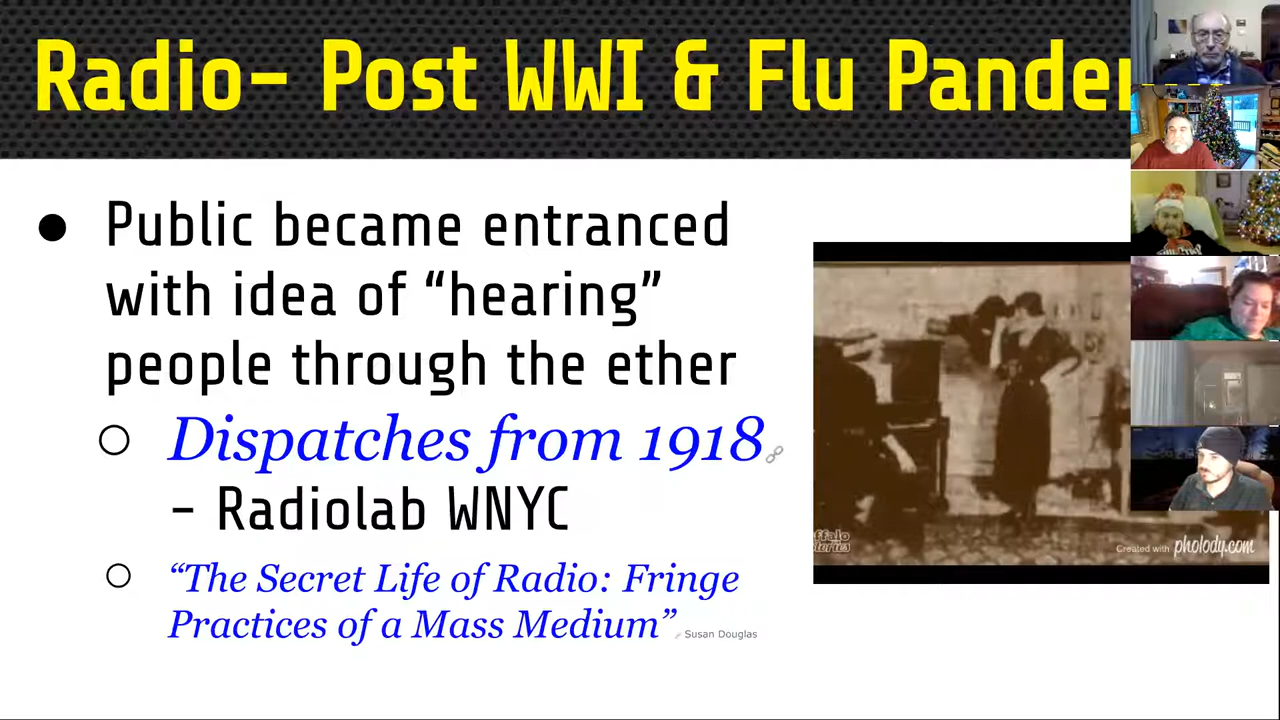 Radio– Post WWI & Flu
Public became entranced
with idea of “hearing”
people through the ether
Dispatches from 1918
– Radiolab WNYC
“The Secret Life of Radio: Fringe
Practices of a Mass Medium”
Susan Douglas
Created with pholody.com